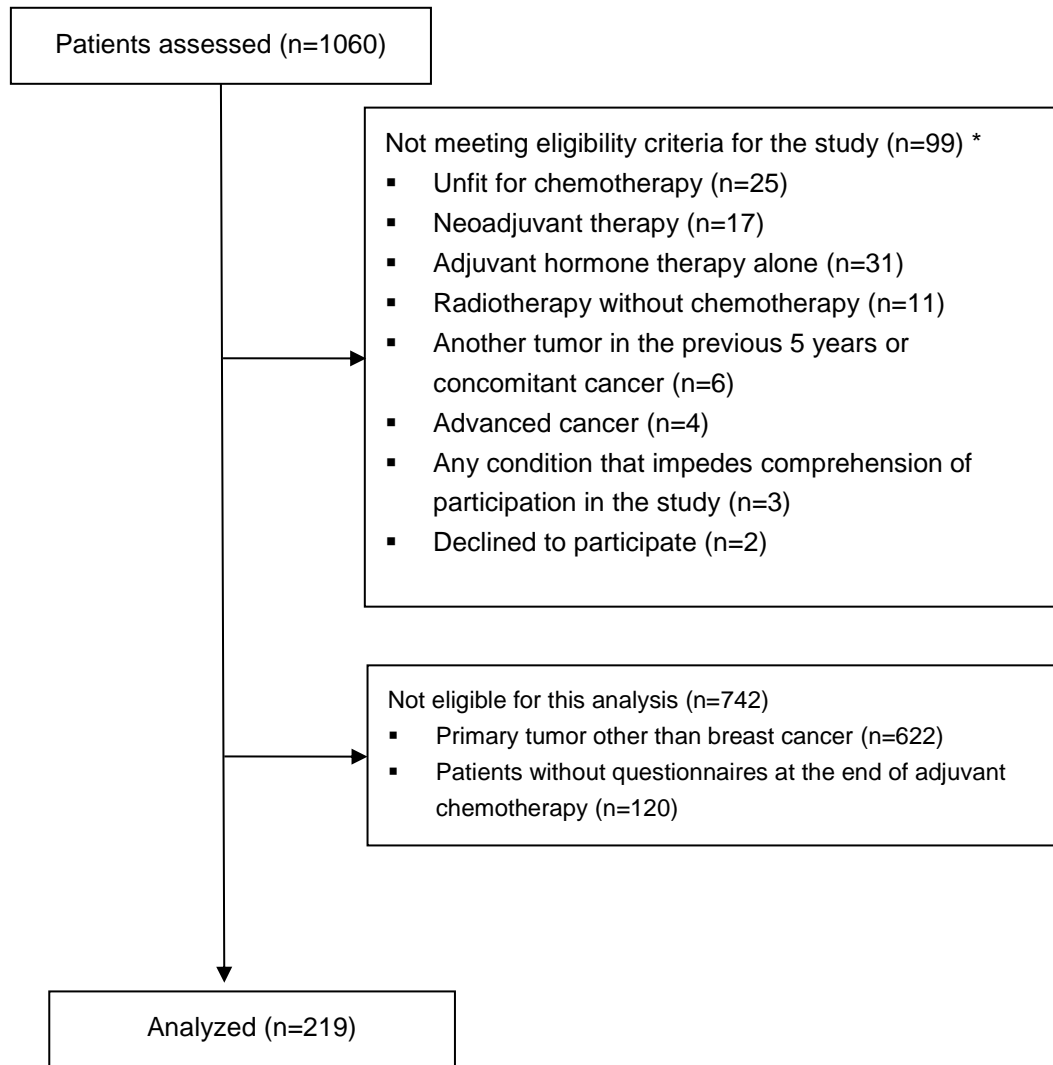 Patients assessed (n=1060)
Not meeting eligibility criteria for the study (n=99) *
▪ Unfit for chemotherapy (n=25)
▪ Neoadjuvant therapy (n=17)
▪ Adjuvant hormone therapy alone (n=31)
▪ Radiotherapy without chemotherapy (n=11)
▪ Another tumor in the previous 5 years or
concomitant cancer (n=6)
▪ Advanced cancer (n=4)
▪ Any condition that impedes comprehension of
participation in the study (n=3)
▪ Declined to participate (n=2)
Not eligible for this analysis (n=742)
▪ Primary tumor other than breast cancer (n=622)
▪ Patients without questionnaires at the end of adjuvant
chemotherapy (n=120)
Analyzed (n=219)